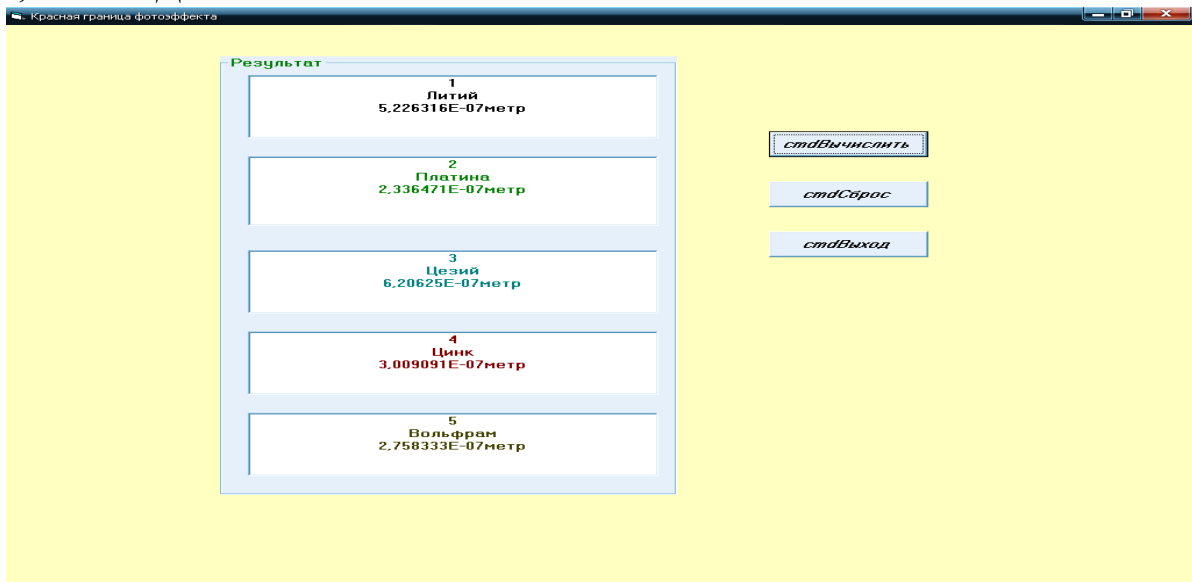 Красная граница фотоэффекта
Результат
1
Литий
5,226316E-07метр
2
Платина
2,336471E-07метр
3
Цезий
6,20625E-07метр
4
Цинк
3,009091E-07метр
5
Вольфрам
2,758333E-07метр
cmdВычислить
cmdСброс
cmdВыход